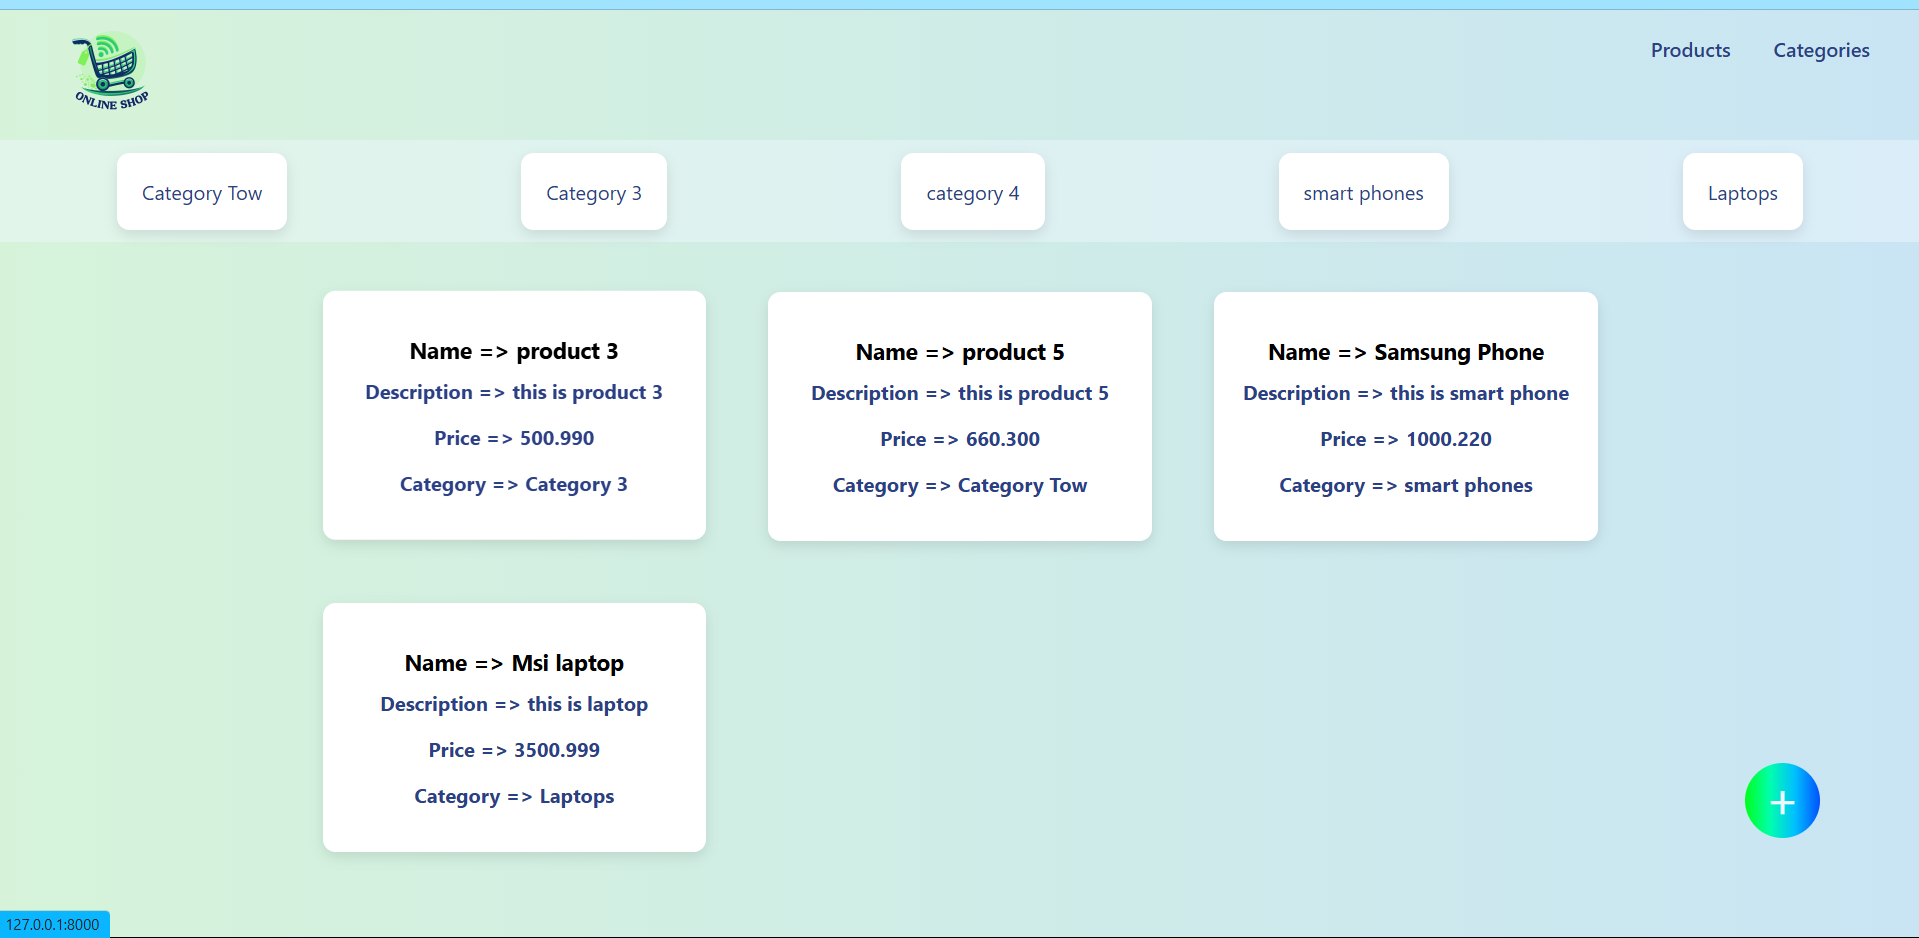 ONLINE SHOP
Products Categories
Category Tow Category 3 category 4 smart phones Laptops
Name => product 3
Description => this is product 3
Price => 500.990
Category => Category 3
Name => product 5
Description => this is product 5
Price => 660.300
Category => Category Tow
Name => Samsung Phone
Description => this is smart phone
Price => 1000.220
Category => smart phones
Name => Msi laptop
Description => this is laptop
Price => 3500.999
Category => Laptops
+
127.0.0.1:8000